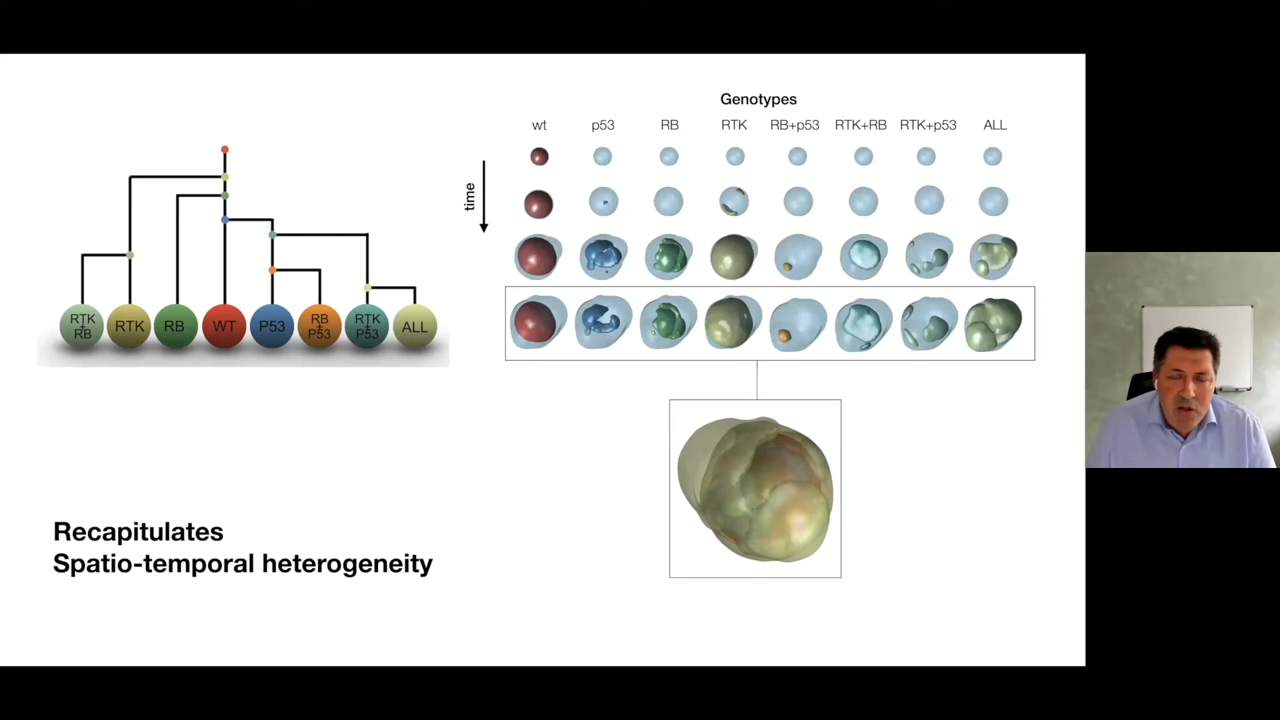 Genotypes
wt p53 RB RTK RB+p53 RTK+RB RTK+p53 ALL
time
RTK + RB
RTK
RB
WT
P53
RB + P53
RTK + P53
ALL
Recapitulates
Spatio-temporal heterogeneity